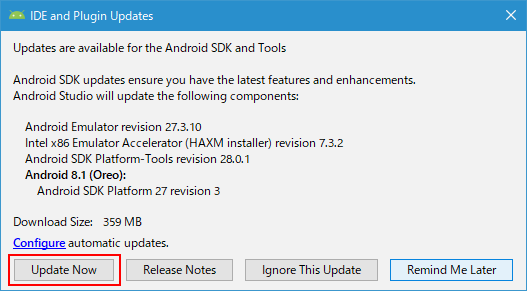 IDE and Plugin Updates
Updates are available for the Android SDK and Tools
Android SDK updates ensure you have the latest features and enhancements.
Android Studio will update the following components:
Android Emulator revision 27.3.10
Intel x86 Emulator Accelerator (HAXM installer) revision 7.3.2
Android SDK Platform-Tools revision 28.0.1
Android 8.1 (Oreo):
Android SDK Platform 27 revision 3
Download Size: 359 MB
Configure automatic updates.
Update Now Release Notes Ignore This Update Remind Me Later